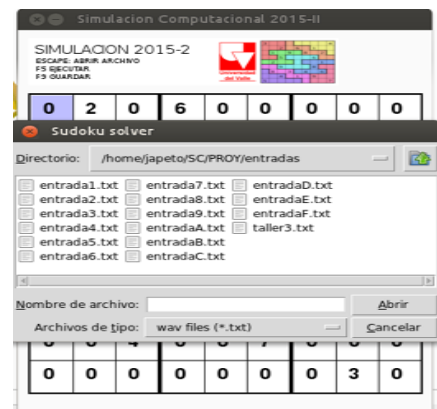 Simulacion Computacional 2015-II
SIMULACION 2015-2
ESCAPE: ABRIR ARCHIVO
F5 EJECUTAR
F3 GUARDAR
Universidad
del Valle
0 2 0 6 0 0 0 0 0
Sudoku solver
Directorio: /home/japeto/SC/PROY/entradas
entrada1.txt entrada7.txt entradaD.txt
entrada2.txt entrada8.txt entradaE.txt
entrada3.txt entrada9.txt entradaF.txt
entrada4.txt entradaA.txt taller3.txt
entrada5.txt entradaB.txt
entrada6.txt entradaC.txt
Nombre de archivo: Abrir
Archivos de tipo: wav files (*.txt) Cancelar
0 0 4 0 0 7 0 0 0
0 0 0 0 0 0 0 3 0